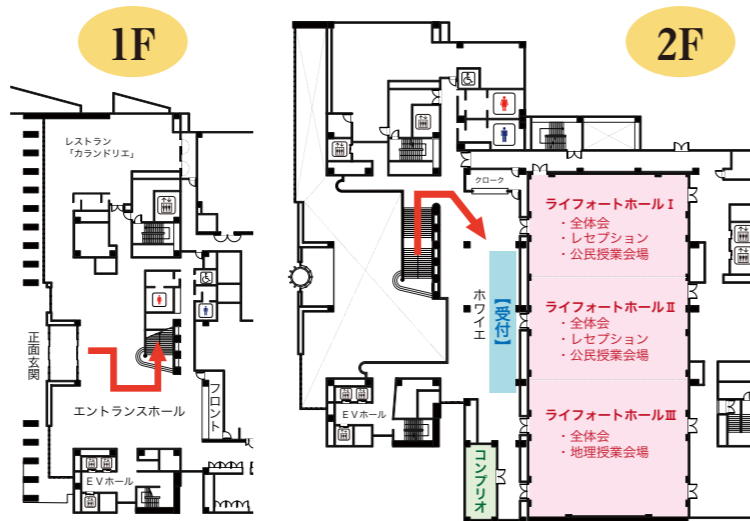 1F
レストラン
「カランドリエ」
正面玄関
エントランスホール
フロント
EVホール
2F
クローク
ホワイエ
【受付】
EVホール
コンプリオ
ライフォートホールⅠ
・全体会
・レセプション
・公民授業会場
ライフォートホールⅡ
・全体会
・レセプション
・公民授業会場
ライフォートホールⅢ
・全体会
・地理授業会場